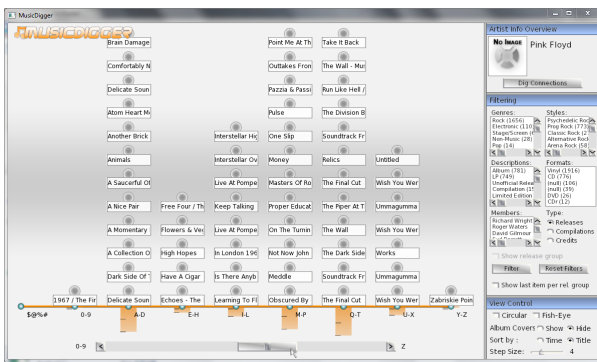 MusicDigger
MUSICDIGGER
Brain Damage
Point Me At Th
Take It Back
Comfortably N
Outtakes Fron
The Wall - Mus
Delicate Soun
Pazzia & Passi
Run Like Hell /
Atom Heart M
Pulse
The Division B
Another Brick
Interstellar Hig
One Slip
Soundtrack Fr
Animals
Interstellar Ov
Money
Relics
Untitled
A Saucerful Of
Live At Pompe
Masters Of Ro
The Final Cut
Wish You Wer
A Nice Pair
Free Four / Th
Keep Talking
Proper Educat
The Piper At T
Ummagumma
A Momentary
Flowers & Veg
Live At Pompe
On The Turnin
The Wall
Wish You Wer
A Collection O
High Hopes
In London 196
Not Now John
The Dark Side
Works
Dark Side Of T
Have A Cigar
Is There Anyb
Meddle
Soundtrack Fr
Ummagumma
1967 / The Fir
Delicate Soun
Echoes - The
Learning To Fl
Obscured By
The Final Cut
Wish You Wer
Zabriskie Poin
$@%# 0-9 A-D E-H I-L M-P Q-T U-X Y-Z
0-9 Z
Artist Info Overview
No Image
Pink Floyd
Dig Connections
Filtering
Genres:
Rock (1656)
Electronic (110
Stage/Screen (
Non-Music (28)
Pop (14)
Styles:
Psychedelic Roc
Prog Rock (773)
Classic Rock (2
Alternative Rock
Arena Rock (58)
Descriptions:
Album (781)
LP (749)
Unofficial Relea
Compilation (15
Limited Edition
Formats:
Vinyl (1916)
CD (776)
(null) (106)
(null) (39)
DVD (26)
CDr (12)
Members:
Richard Wright
Roger Waters
David Gilmour
Type:
Releases
Compilations
Credits
Show release group
Filter
Reset Filters
Show last item per rel. group
View Control
Circular Fish-Eye
Album Covers Show Hide
Sort by : Time Title
Step Size: 4